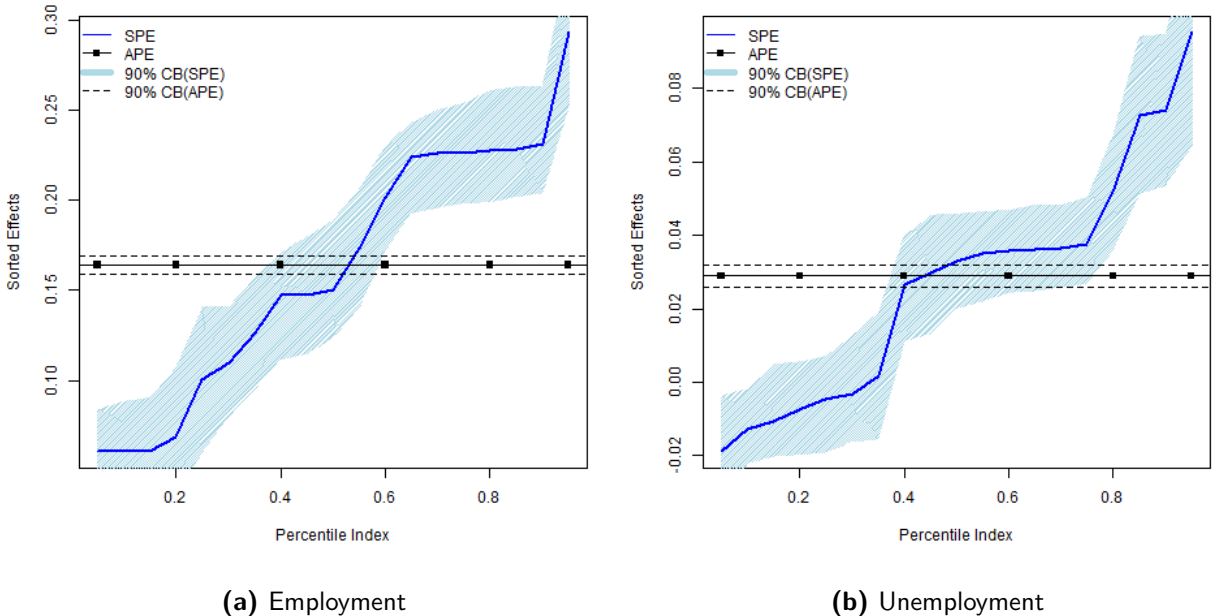 SPE
APE
90% CB(SPE)
90% CB(APE)
Sorted Effects
0.30
0.25
0.20
0.15
0.10
0.2 0.4 0.6 0.8
Percentile Index
(a) Employment
SPE
APE
90% CB(SPE)
90% CB(APE)
Sorted Effects
0.08
0.06
0.04
0.02
0.00
-0.02
0.2 0.4 0.6 0.8
Percentile Index
(b) Unemployment